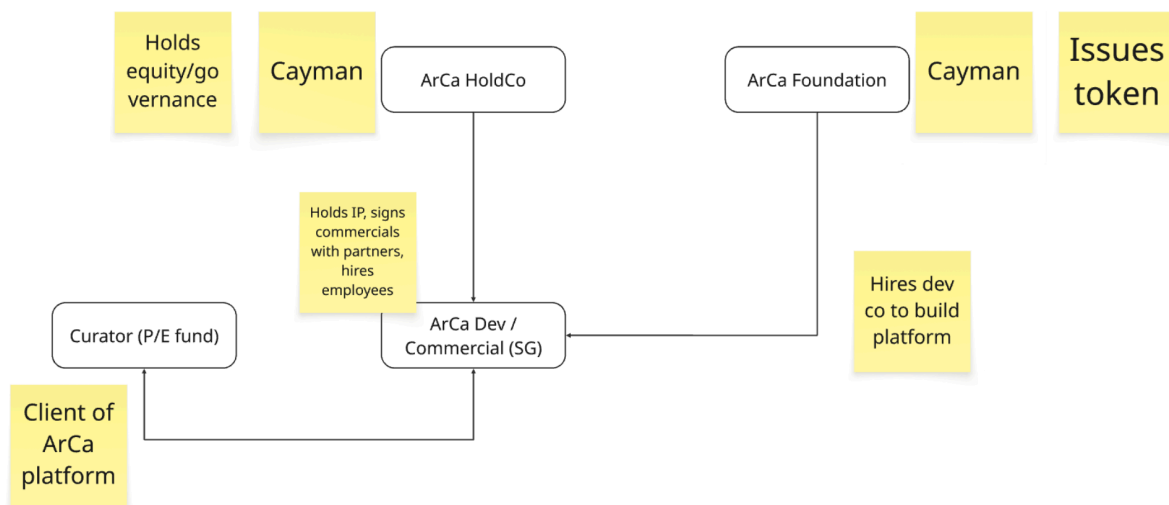 Holds
equity/go
vernance
Cayman
ArCa HoldCo
ArCa Foundation
Cayman
Issues
token
Holds IP, signs
commercials
with partners,
hires
employees
Hires dev
co to build
platform
Curator (P/E fund)
ArCa Dev /
Commercial (SG)
Client of
ArCa
platform